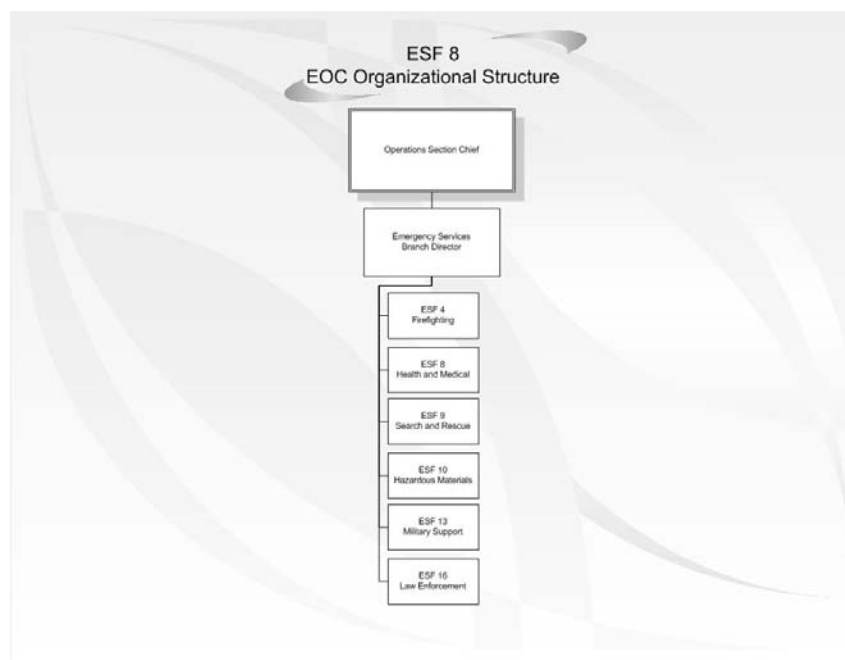 ESF 8
EOC Organizational Structure
Operations Section Chief
Emergency Services
Branch Director
ESF 4
Firefighting
ESF 8
Health and Medical
ESF 9
Search and Rescue
ESF 10
Hazardous Materials
ESF 13
Military Support
ESF 16
Law Enforcement